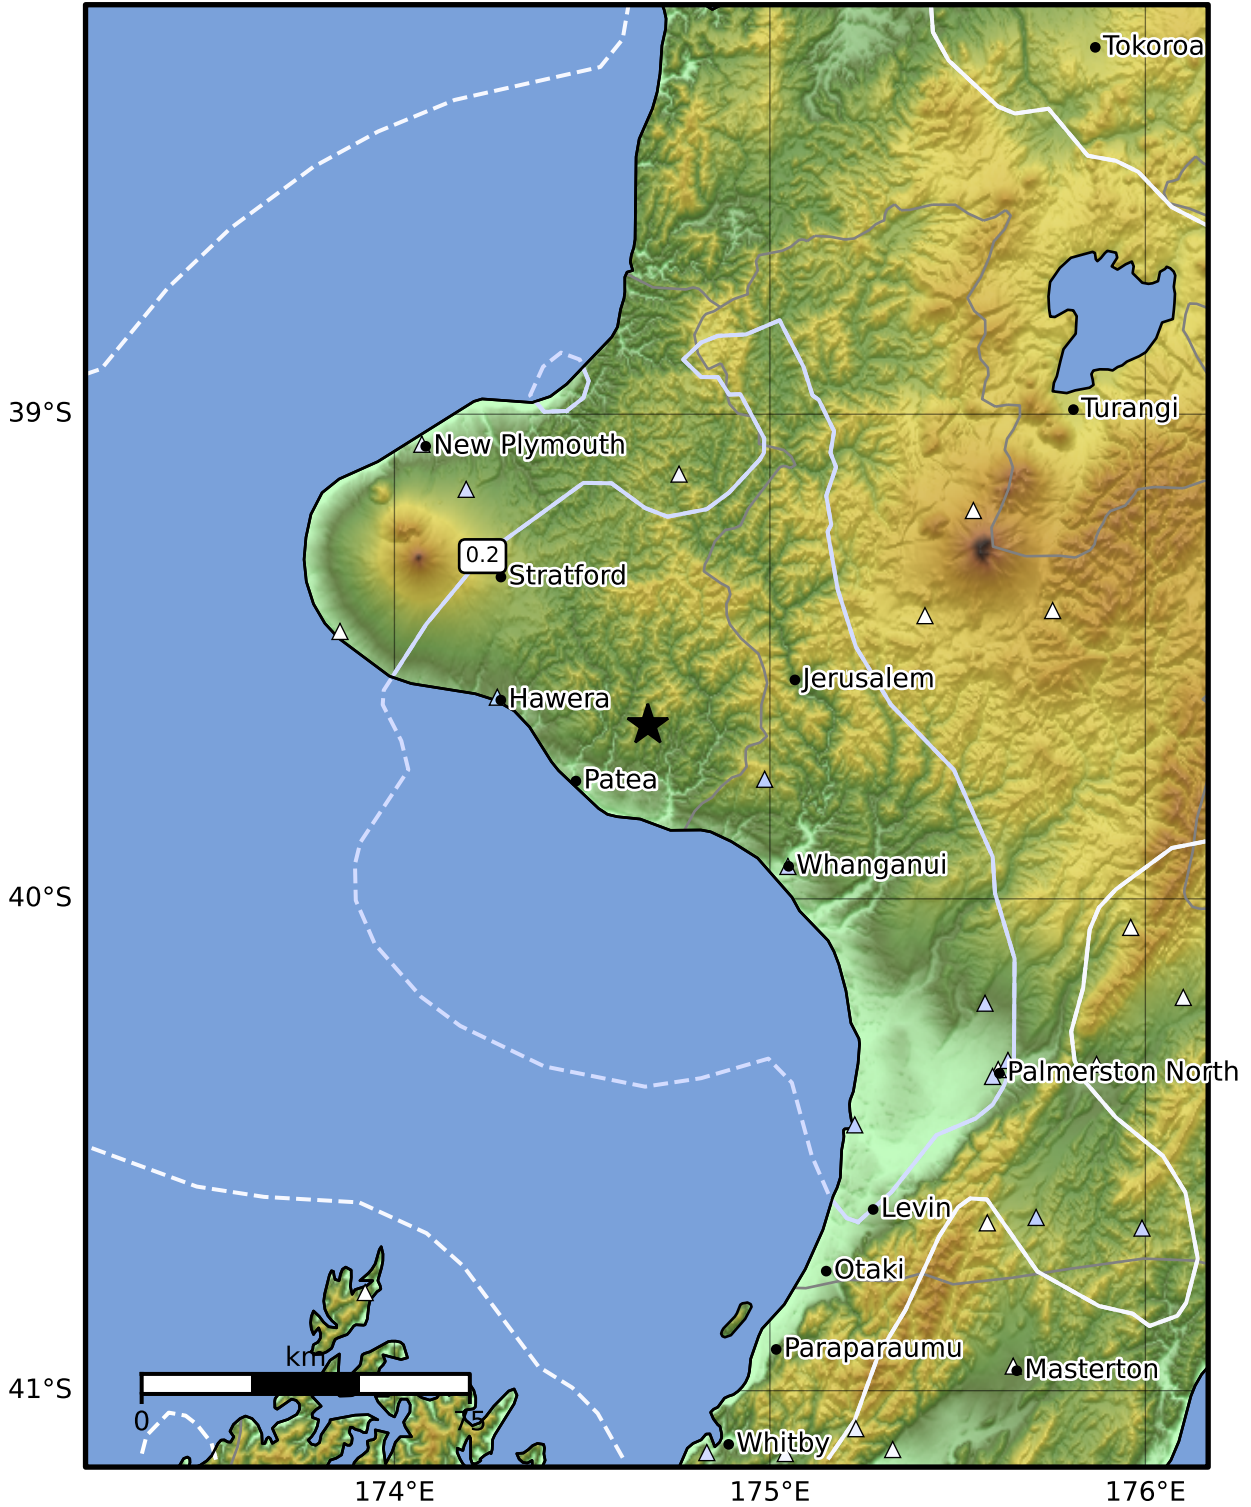 Tokoroa
39°S
Turangi
New Plymouth
0.2
Stratford
Jerusalem
Hawera
Patea
Whanganui
40°S
Palmerston North
Levin
Otaki
Paraparaumu
km
Masterton
41°S
0
75
Whitby
174°E
175°E
176°E